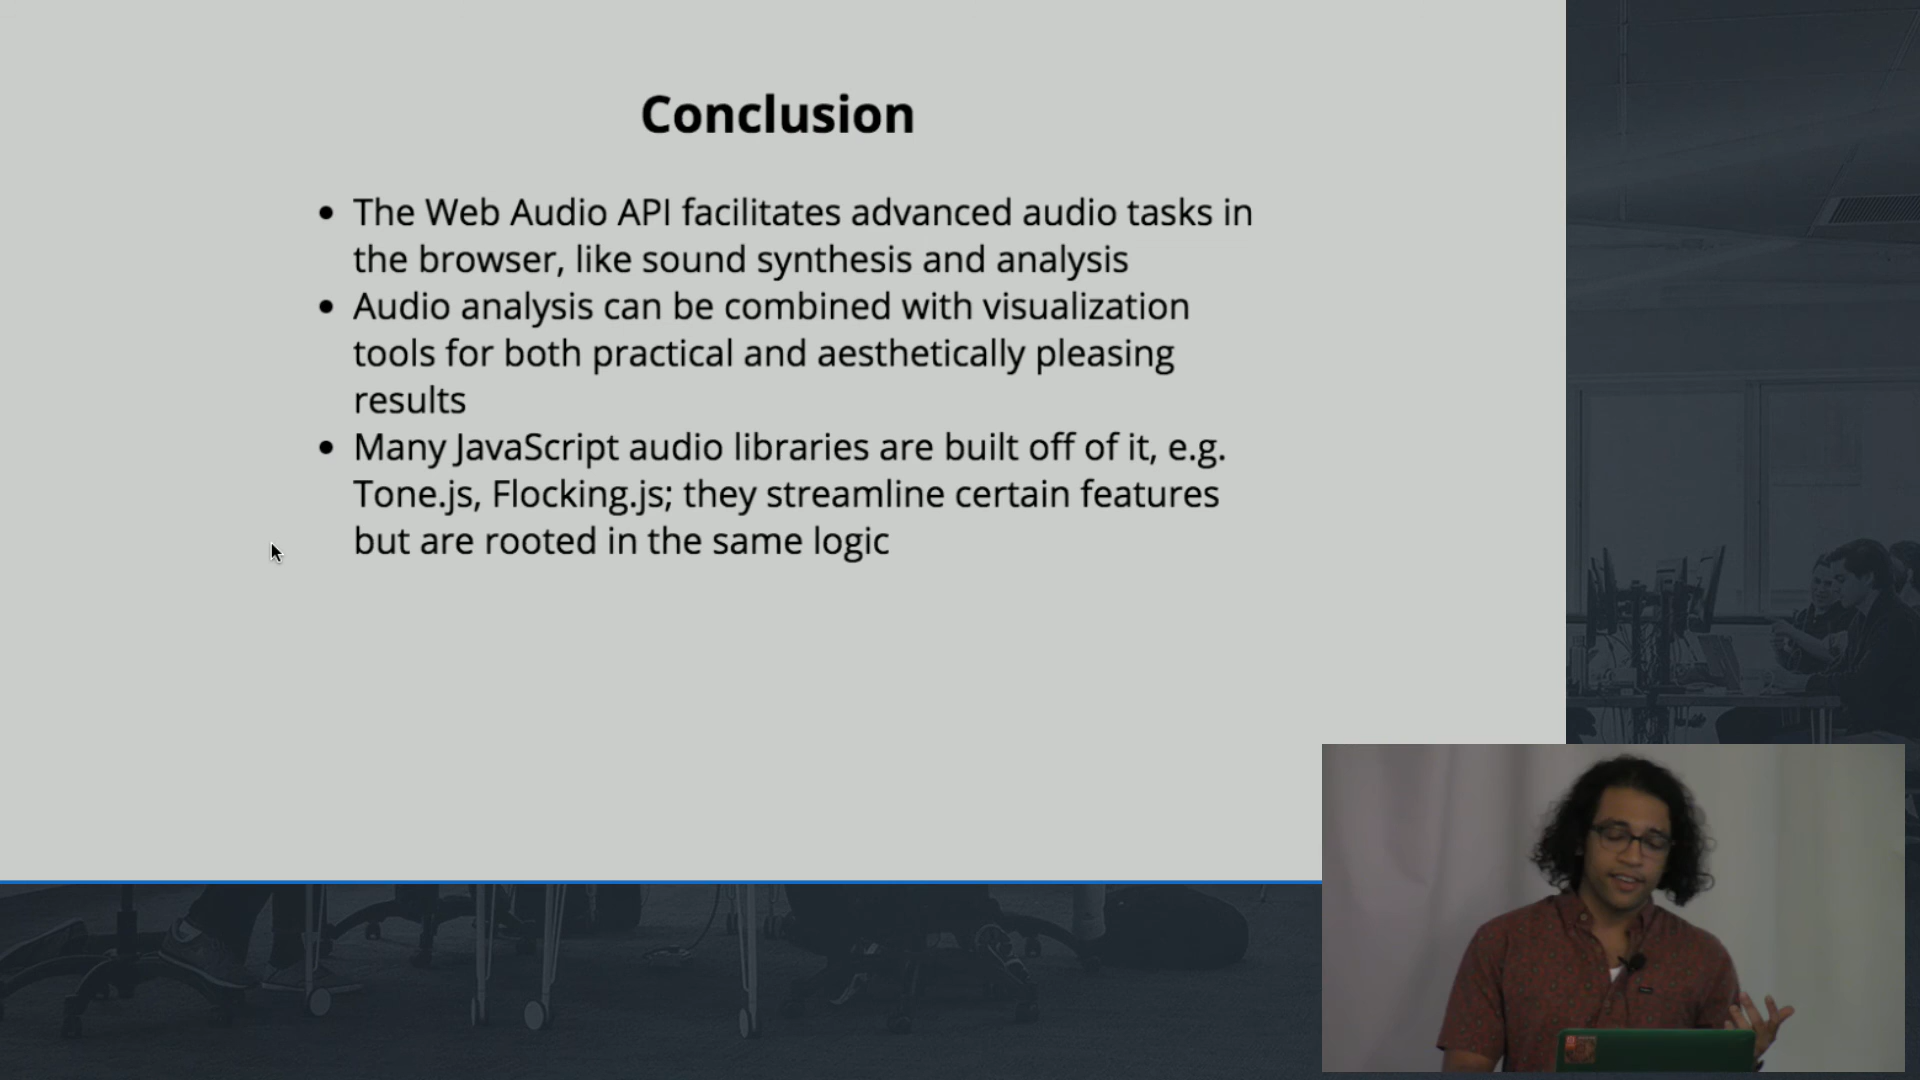 Conclusion
• The Web Audio API facilitates advanced audio tasks in
the browser, like sound synthesis and analysis
• Audio analysis can be combined with visualization
tools for both practical and aesthetically pleasing
results
• Many JavaScript audio libraries are built off of it, e.g.
Tone.js, Flocking.js; they streamline certain features
but are rooted in the same logic